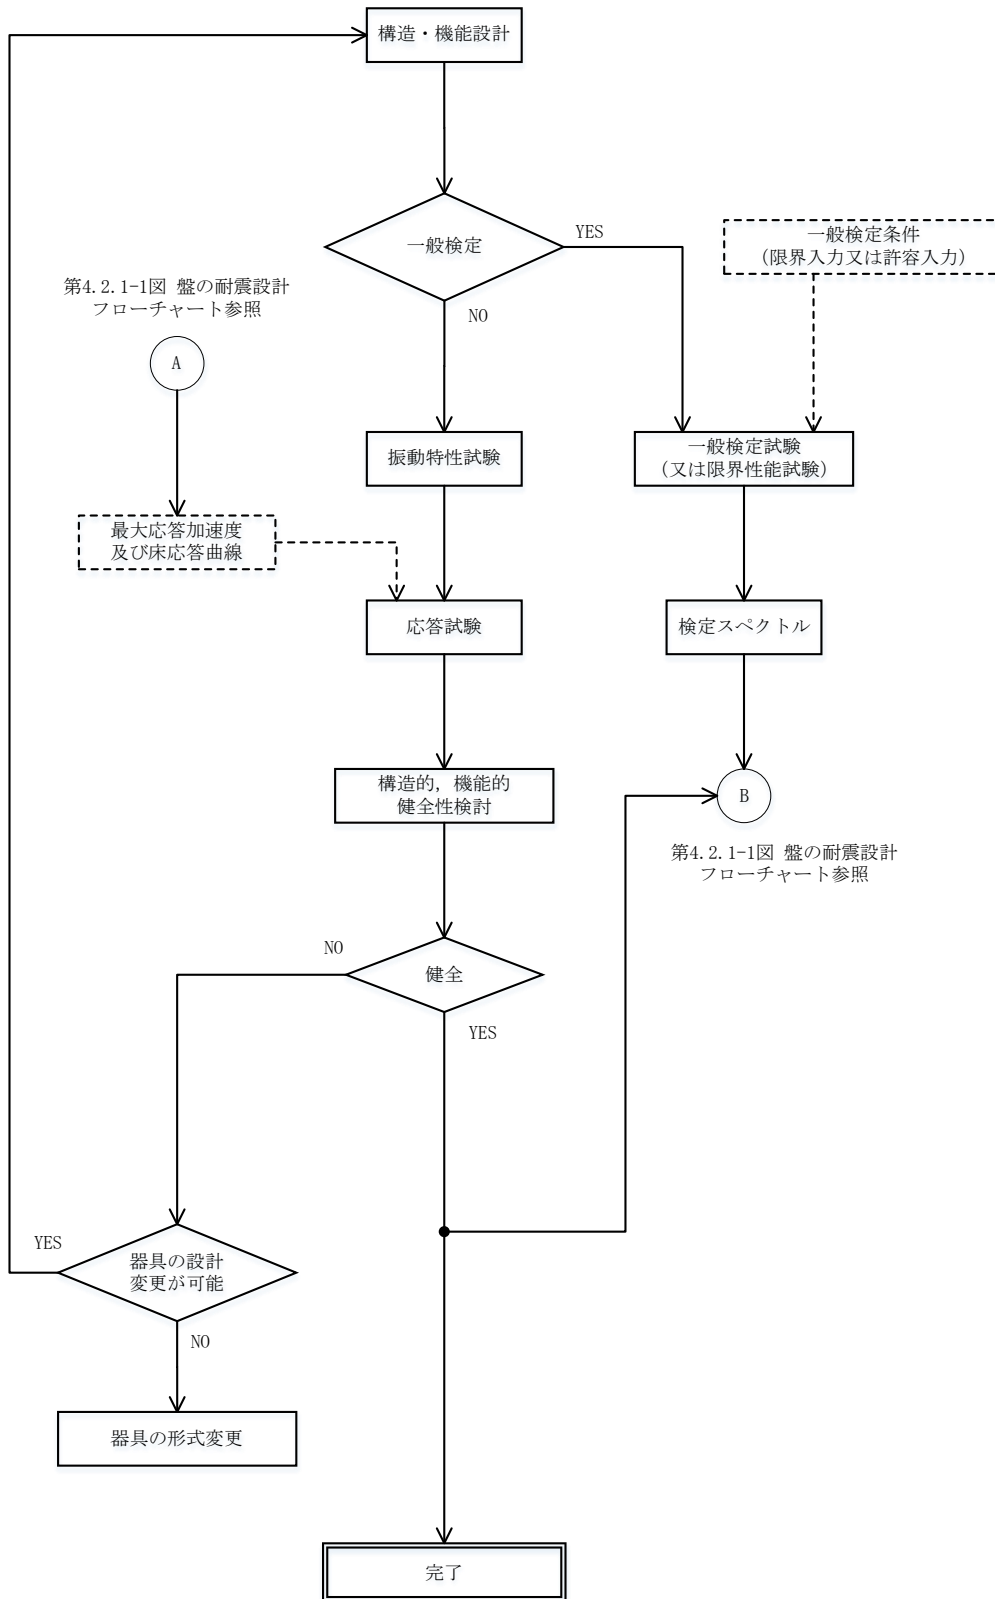 構造・機能設計
一般検定
YES
NO
一般検定条件
(限界入力又は許容入力)
第4.2.1-1図 盤の耐震設計
フローチャート参照
A
振動特性試験
一般検定試験
(又は限界性能試験)
最大応答加速度
及び床応答曲線
応答試験
検定スペクトル
構造的，機能的
健全性検討
B
第4.2.1-1図 盤の耐震設計
フローチャート参照
健全
NO
YES
器具の設計
変更が可能
YES
NO
器具の形式変更
完了